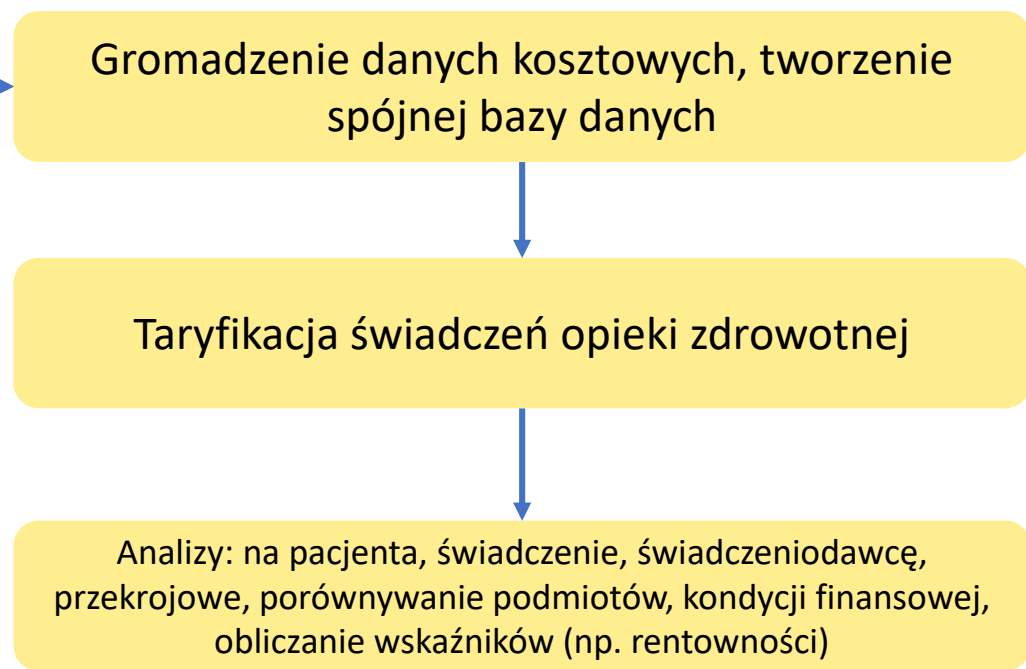 Gromadzenie danych kosztowych, tworzenie
spójnej bazy danych
Taryfikacja świadczeń opieki zdrowotnej
Analizy: na pacjenta, świadczenie, świadczeniodawcę,
przekrojowe, porównywanie podmiotów, kondycji finansowej,
obliczanie wskaźników (np. rentowności)